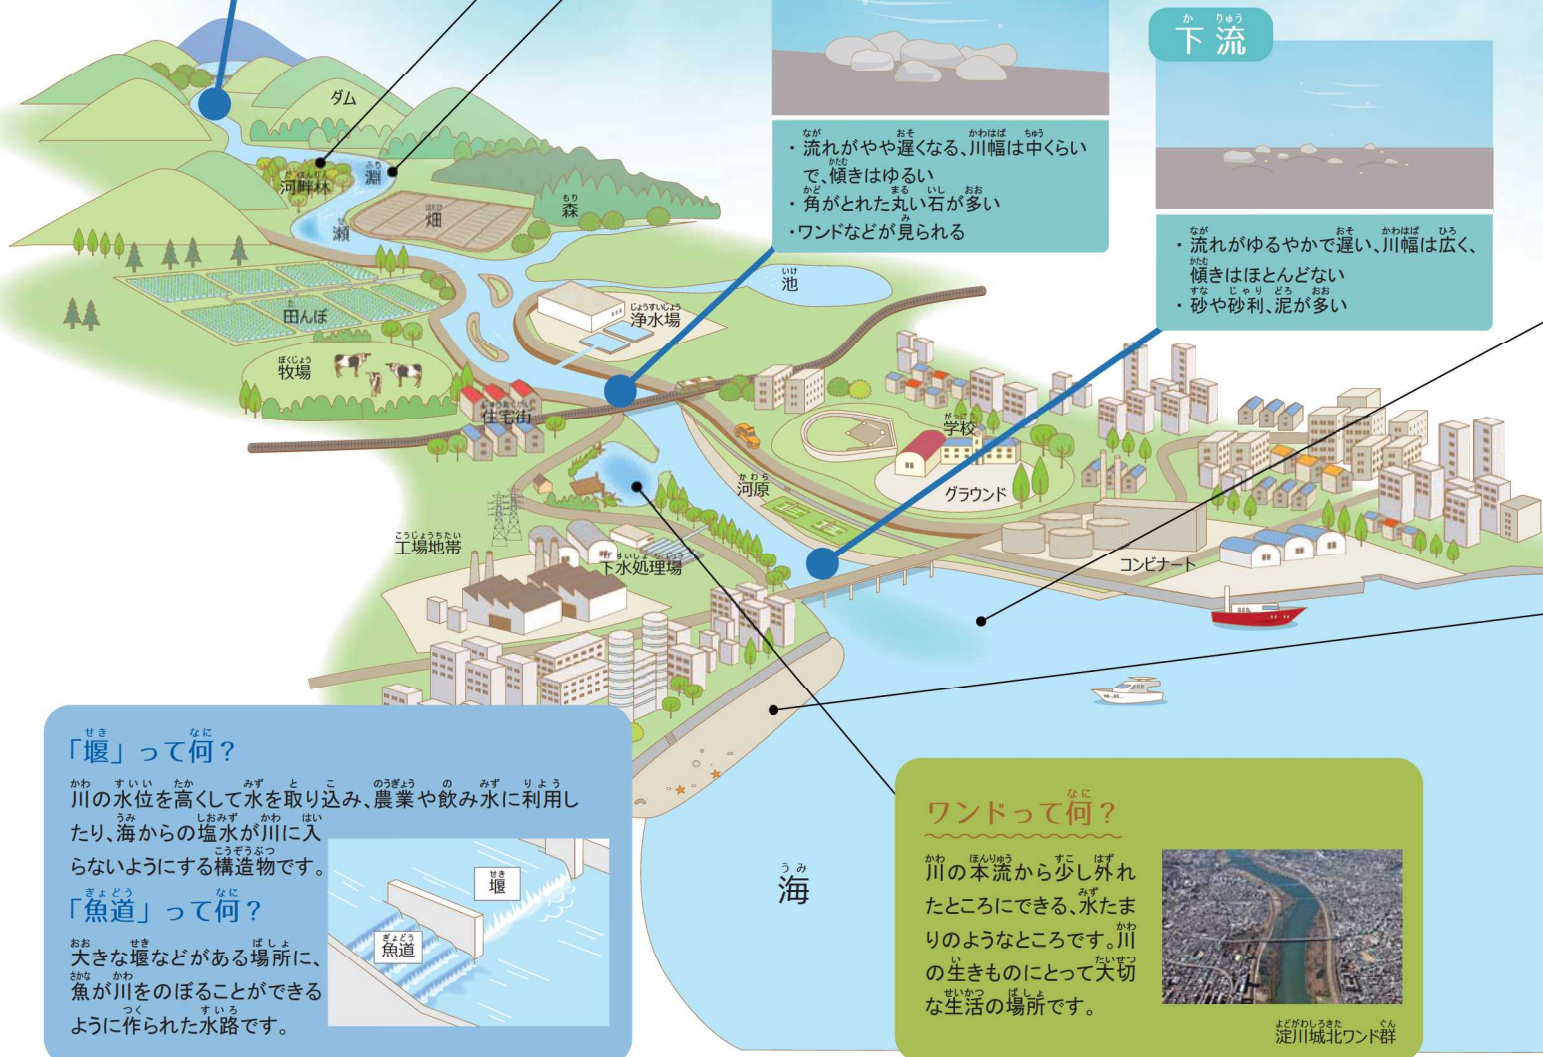 ダム
河畔林
淵
瀬
畑
森
田んぼ
牧場
住宅街
浄水場
池
・流れがやや遅くなる、川幅は中くらい
で、傾きはゆるい
・角がとれた丸い石が多い
・ワンドなどが見られる
下流
・流れがゆるやかで遅い、川幅は広く、
傾きはほとんどない
・砂や砂利、泥が多い
学校
グラウンド
河原
工場地帯
下水処理場
コンビナート
海
「堰」って何?
川の水位を高くして水を取り込み、農業や飲み水に利用し
たり、海からの塩水が川に入
らないようにする構造物です。
「魚道」って何?
大きな堰などがある場所に、
魚が川をのぼることができる
ように作られた水路です。
堰
魚道
ワンドって何?
川の本流から少し外れ
たところにできる、水たま
りのようなところです。川
の生きものにとって大切
な生活の場所です。
淀川城北ワンド群